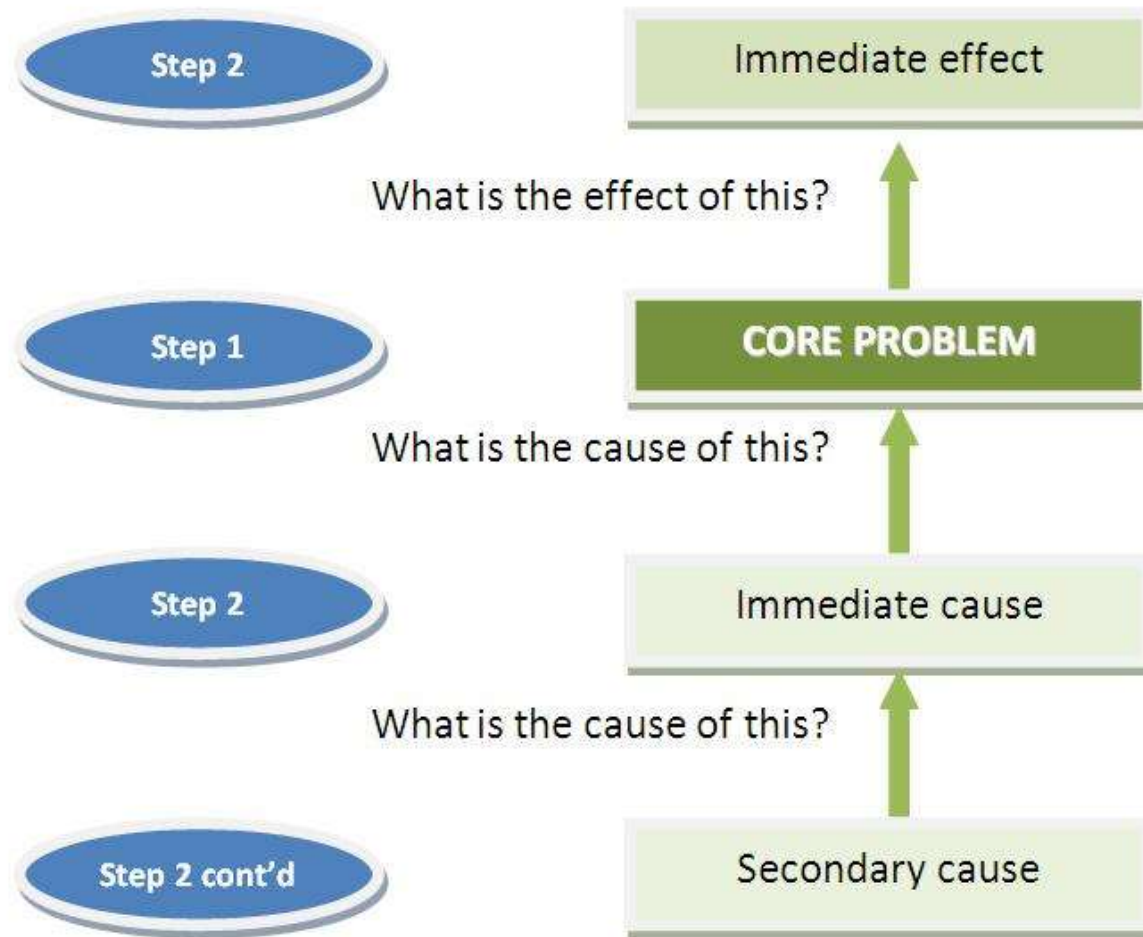 Step 2
Immediate effect
What is the effect of this?
Step 1
CORE PROBLEM
What is the cause of this?
Step 2
Immediate cause
What is the cause of this?
Step 2 cont’d
Secondary cause